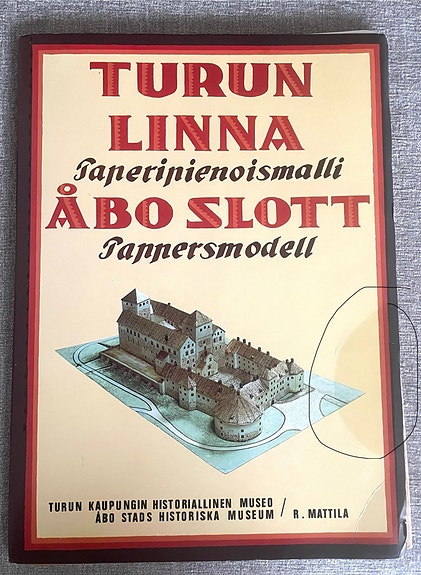 TURUN
LINNA
Paperipienoismalli
ÅBO SLOTT
Pappersmodell
TURUN KAUPUNGIN HISTORIALLINEN MUSEO /
ÅBO STADS HISTORISKA MUSEUM / R. MATTILA